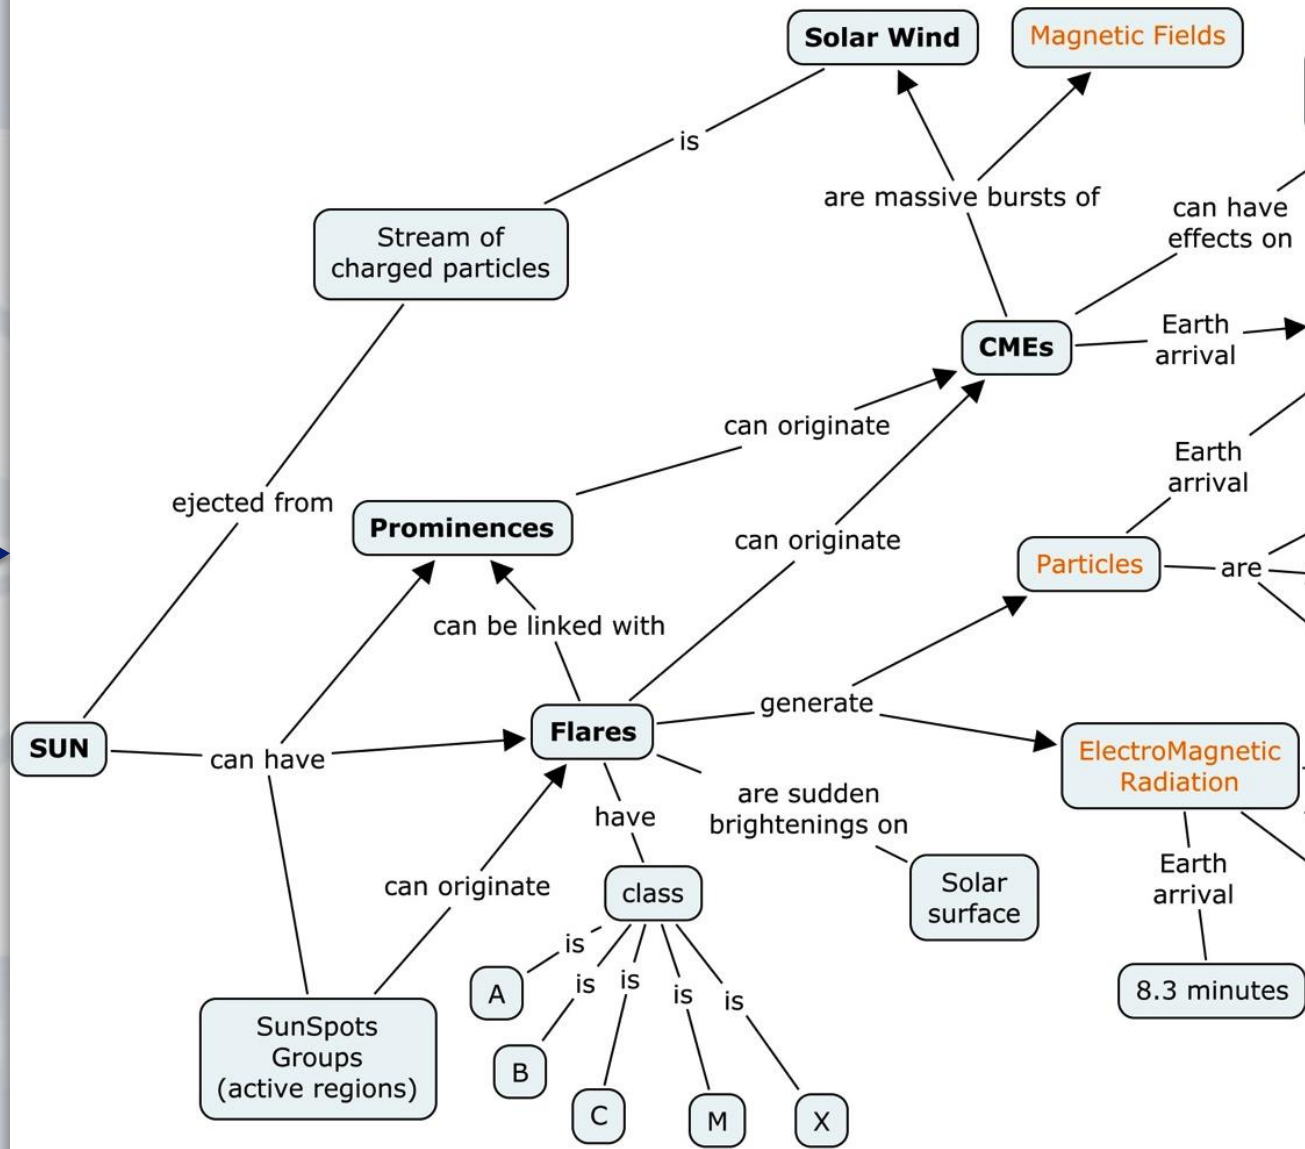 Solar Wind
Magnetic Fields
is
are massive bursts of
can have
effects on
Stream of
charged particles
CMEs
Earth
arrival
can originate
Earth
arrival
ejected from
Prominences
can originate
Particles
are
can be linked with
generate
SUN
can have
Flares
ElectroMagnetic
Radiation
are sudden
brightenings on
have
Earth
arrival
can originate
class
Solar
surface
is
is
is
is
is
A
8.3 minutes
SunSpots
Groups
(active regions)
B
C
M
X